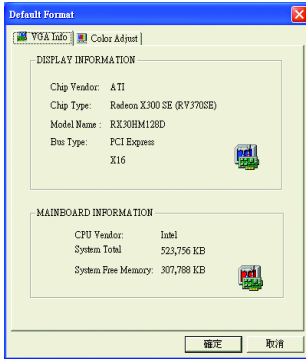 Default Format
VGA Info
Color Adjust
DISPLAY INFORMATION
Chip Vendor: ATI
Chip Type: Radeon X300 SE (RV370SE)
Model Name : RX30HM128D
Bus Type: PCI Express
X16
MAINBOARD INFORMATION
CPU Vendor: Intel
System Total 523,756 KB
System Free Memory: 307,788 KB
確定
取消